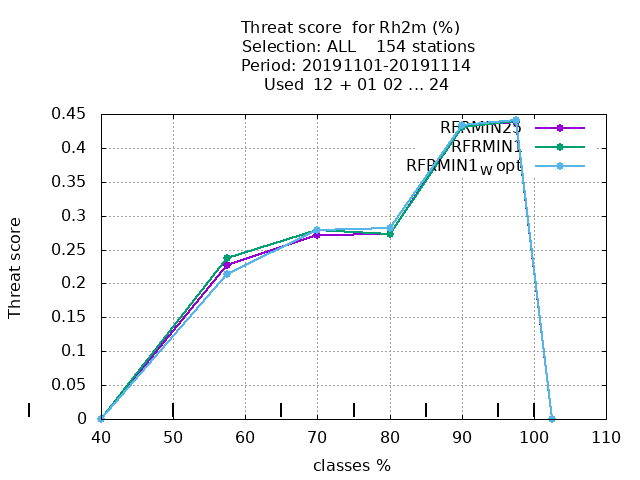 Threat score  for Rh2m (%)
Selection: ALL    154 stations
Period: 20191101-20191114
Used  12 + 01 02 ... 24
0.45
0.4
0.35
0.3
0.25
0.2
0.15
0.1
0.05
0
Threat score
RFRMIN25
RFRMIN1
RFRMIN1W opt
40 50 60 70 80 90 100 110
classes %